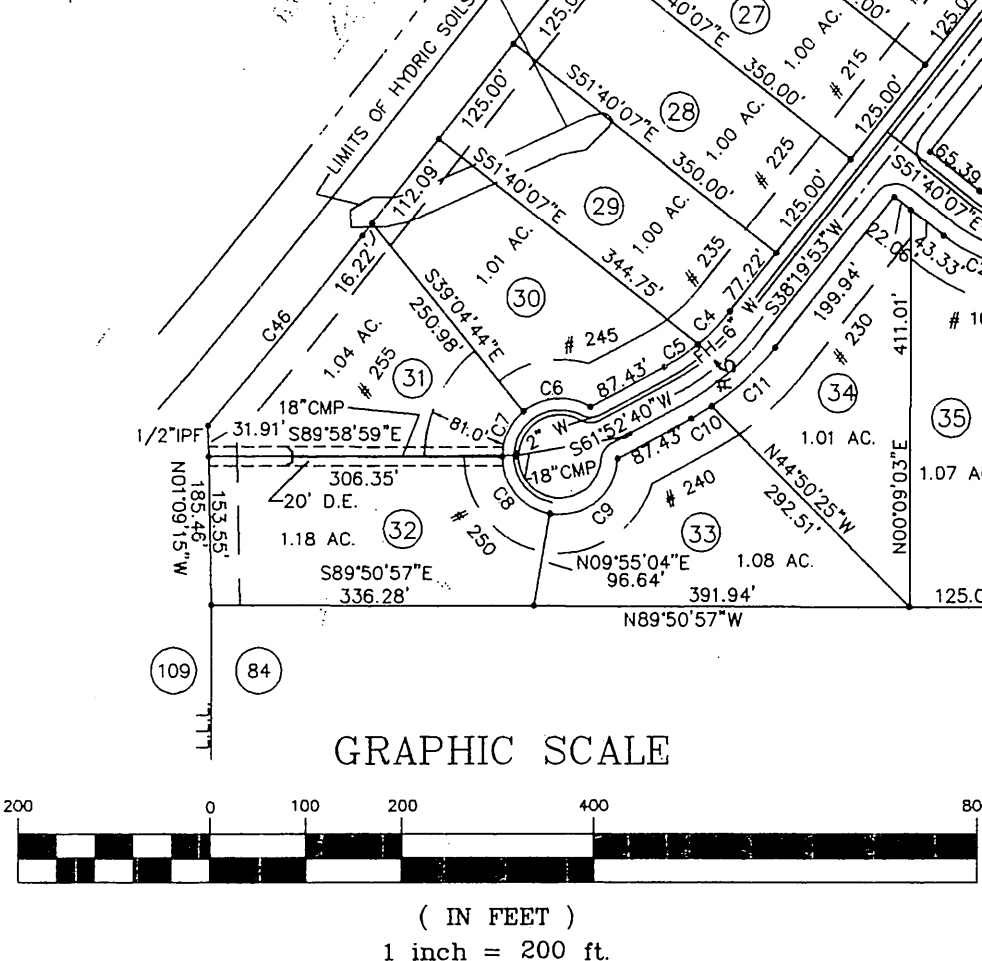 125.0
40'07"E
27
1.00 AC.
# 215
350.00'
.00'
125.0
LIMITS OF HYDRIC SOILS
125.00'
S51°40'07"E
28
1.00 AC.
# 225
350.00'
125.00'
65.39
S51°40'07"E
112.09'
S51°40'07"E
29
1.00 AC.
# 235
344.75'
125.00'
22.06'
43.33'
16.22'
S39°04'44"E
250.98'
1.01 AC.
30
# 245
77.22'
C4
C5
FH
6" W
S38°19'53"W
199.94'
# 230
411.01'
N00°09'03"E
C46
1.04 AC.
# 255
31
C6
87.43'
C11
34
1.01 AC.
35
1.07 A
# 1
1/2"IPF
31.91'
18"CMP
S89°58'59"E
81.0'
C7
2" W
S61°52'40"W
18"CMP
87.43'
C10
N44°50'25"W
292.51'
306.35'
20' D.E.
N01°09'15"W
185.46'
153.55'
1.18 AC.
32
# 250
C8
C9
# 240
33
1.08 AC.
N09°55'04"E
96.64'
S89°50'57"E
336.28'
391.94'
N89°50'57"W
125.0
109
84
L.L.L.
GRAPHIC SCALE
200 0 100 200 400 80
( IN FEET )
1 inch = 200 ft.